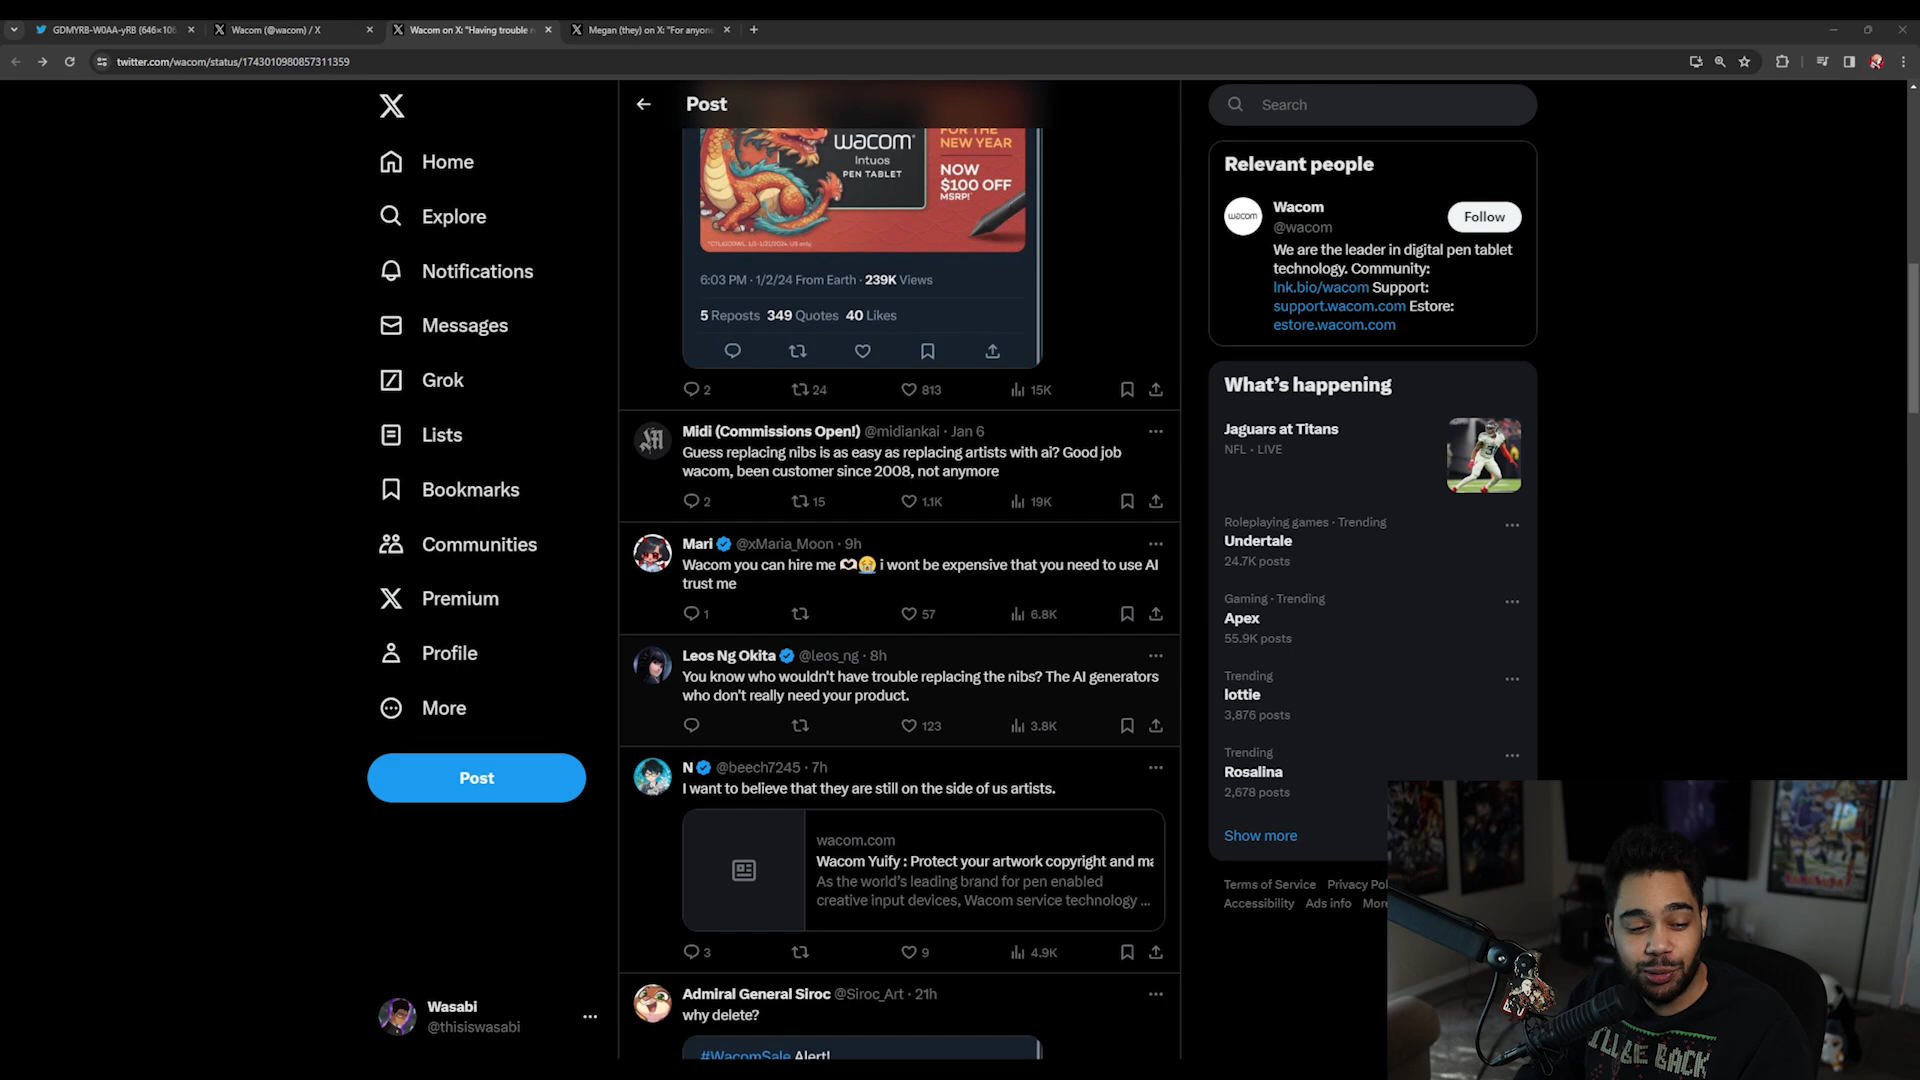 GDMYRB-W0AA-yRB (646×106
Wacom (@wacom) / X
Wacom on X: "Having trouble
Megan (they) on X: "For anyone
twitter.com/wacom/status/1743010980857311359
Post
Search
Home
Explore
Notifications
Messages
Grok
Lists
Bookmarks
Communities
Premium
Profile
More
Post
Wasabi
@thisiswasabi
wacom
Intuos
PEN TABLET
FOR THE
NEW YEAR
NOW
$100 OFF
MSRP!*
6:03 PM · 1/2/24 From Earth · 239K Views
5 Reposts 349 Quotes 40 Likes
2 24 813 15K
Midi (Commissions Open!) @midiankai · Jan 6
Guess replacing nibs is as easy as replacing artists with ai? Good job
wacom, been customer since 2008, not anymore
2 15 1.1K 19K
Mari @xMaria_Moon · 9h
Wacom you can hire me 🫶😭 i wont be expensive that you need to use AI
trust me
1 57 6.8K
Leos Ng Okita @leos_ng · 8h
You know who wouldn't have trouble replacing the nibs? The AI generators
who don't really need your product.
123 3.8K
N @beech7245 · 7h
I want to believe that they are still on the side of us artists.
wacom.com
Wacom Yuify : Protect your artwork copyright and ma
As the world's leading brand for pen enabled
creative input devices, Wacom service technology ...
3 9 4.9K
Admiral General Siroc @Siroc_Art · 21h
why delete?
#WacomSale Alert!
Relevant people
wacom
Wacom
@wacom
Follow
We are the leader in digital pen tablet
technology. Community:
lnk.bio/wacom Support:
support.wacom.com Estore:
estore.wacom.com
What's happening
Jaguars at Titans
NFL · LIVE
Roleplaying games · Trending
Undertale
24.7K posts
Gaming · Trending
Apex
55.9K posts
Trending
lottie
3,876 posts
Trending
Rosalina
2,678 posts
Show more
Terms of Service Privacy Pol
Accessibility Ads info More
I'LL BE BACK